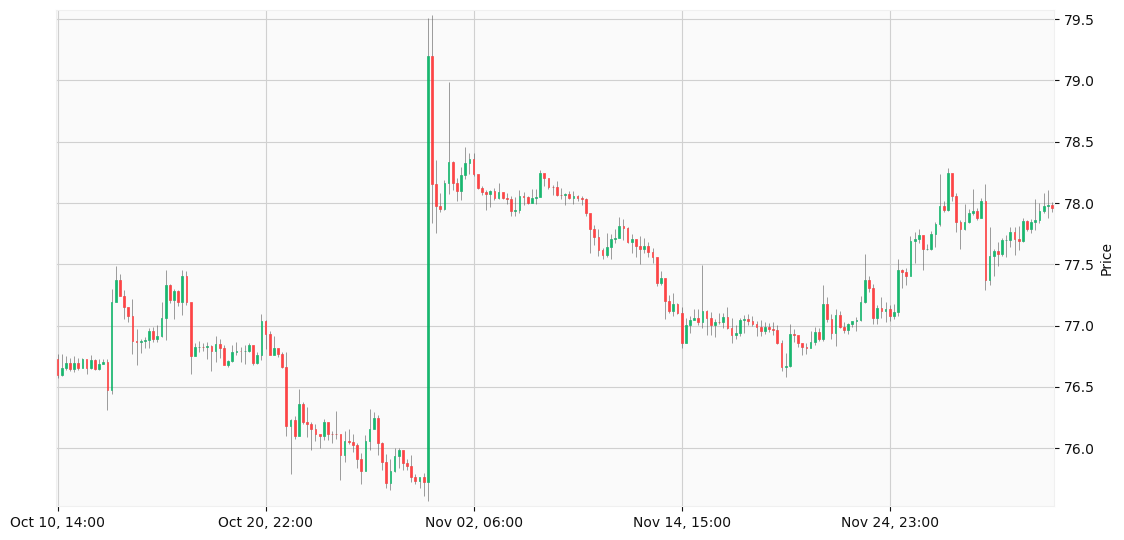 79.5
79.0
78.5
78.0
77.5
77.0
76.5
76.0
Price
Oct 10, 14:00
Oct 20, 22:00
Nov 02, 06:00
Nov 14, 15:00
Nov 24, 23:00